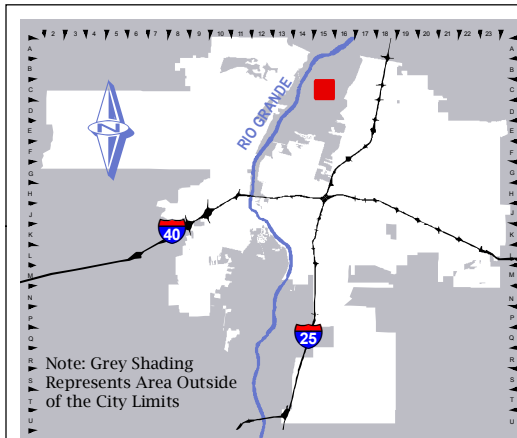 2 3 4 5 6 7 8 9 10 11 12 13 14 15 16 17 18 19 20 21 22 23
A A
B B
C C
D D
E E
F F
G G
H H
J J
K K
L L
M M
N N
P P
Q Q
R R
S S
T T
U U
N
RIO GRANDE
40
25
Note: Grey Shading
Represents Area Outside
of the City Limits